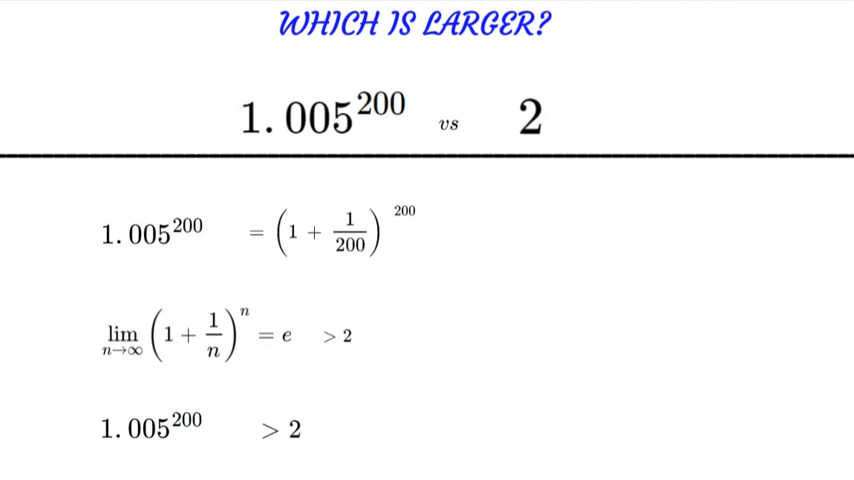 WHICH IS LARGER?
1.005^200 vs 2
1.005^200 = (1 + 1/200)^200
lim n→∞ (1 + 1/n)^n = e > 2
1.005^200 > 2